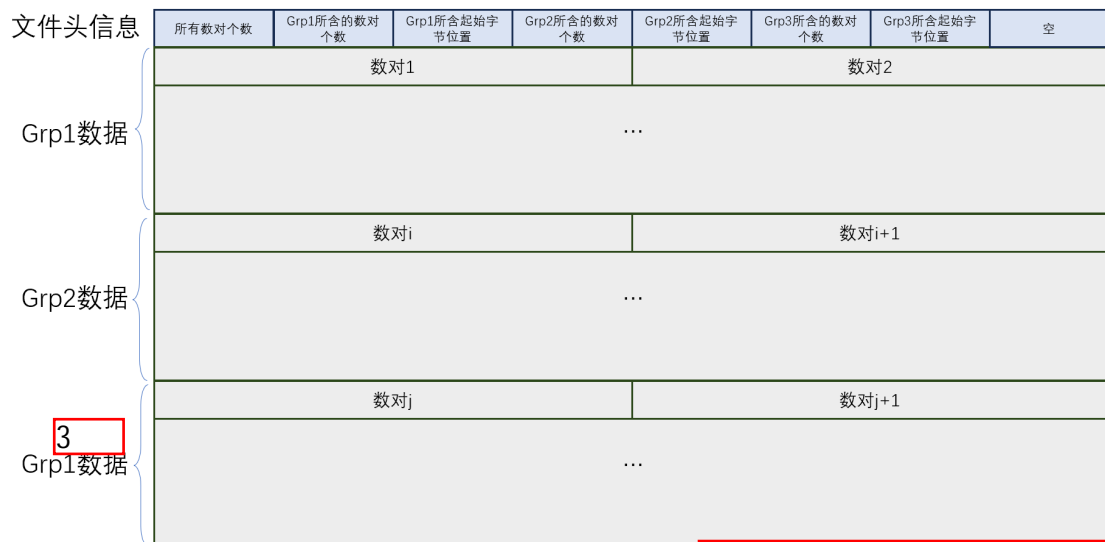 文件头信息
所有数对个数
Grp1所含的数对
个数
Grp1所含起始字
节位置
Grp2所含的数对
个数
Grp2所含起始字
节位置
Grp3所含的数对
个数
Grp3所含起始字
节位置
空
Grp1数据
数对1
数对2
...
Grp2数据
数对i
数对i+1
...
3
Grp1数据
数对j
数对j+1
...